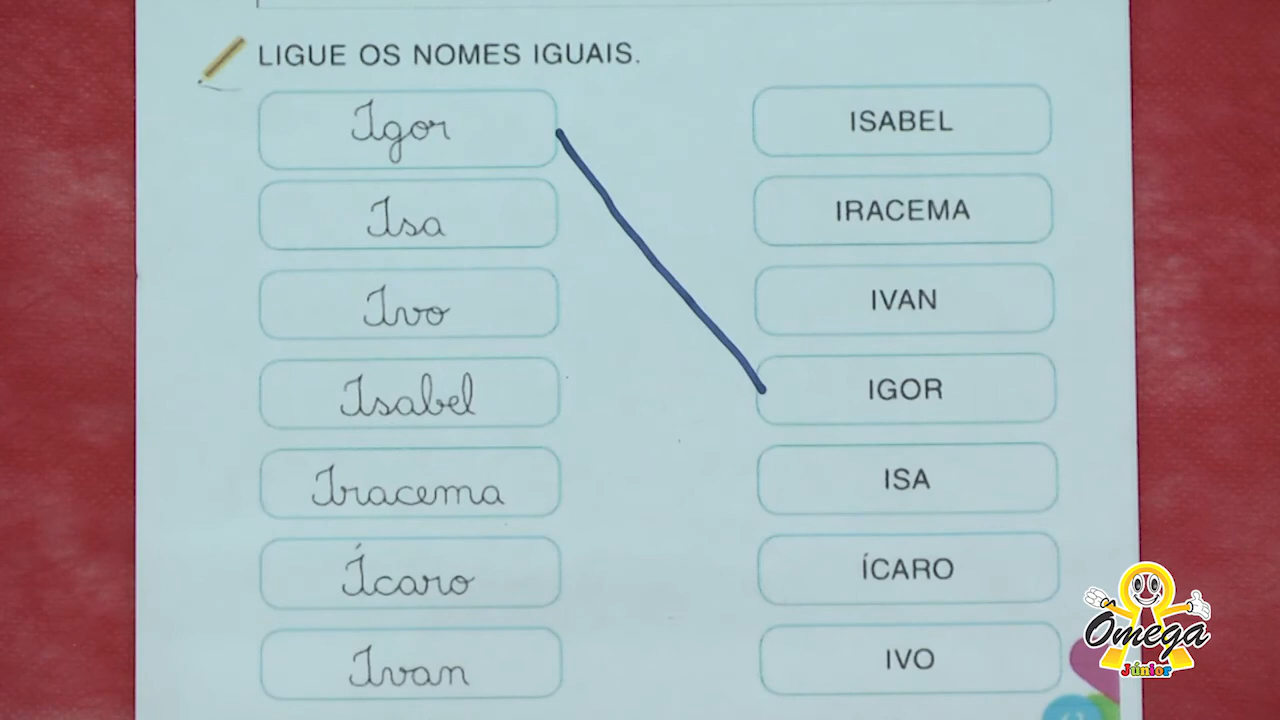 LIGUE OS NOMES IGUAIS.
Igor ISABEL
Isa IRACEMA
Ivo IVAN
Isabel IGOR
Iracema ISA
Ícaro ÍCARO
Ivan IVO
Omega
Júnior